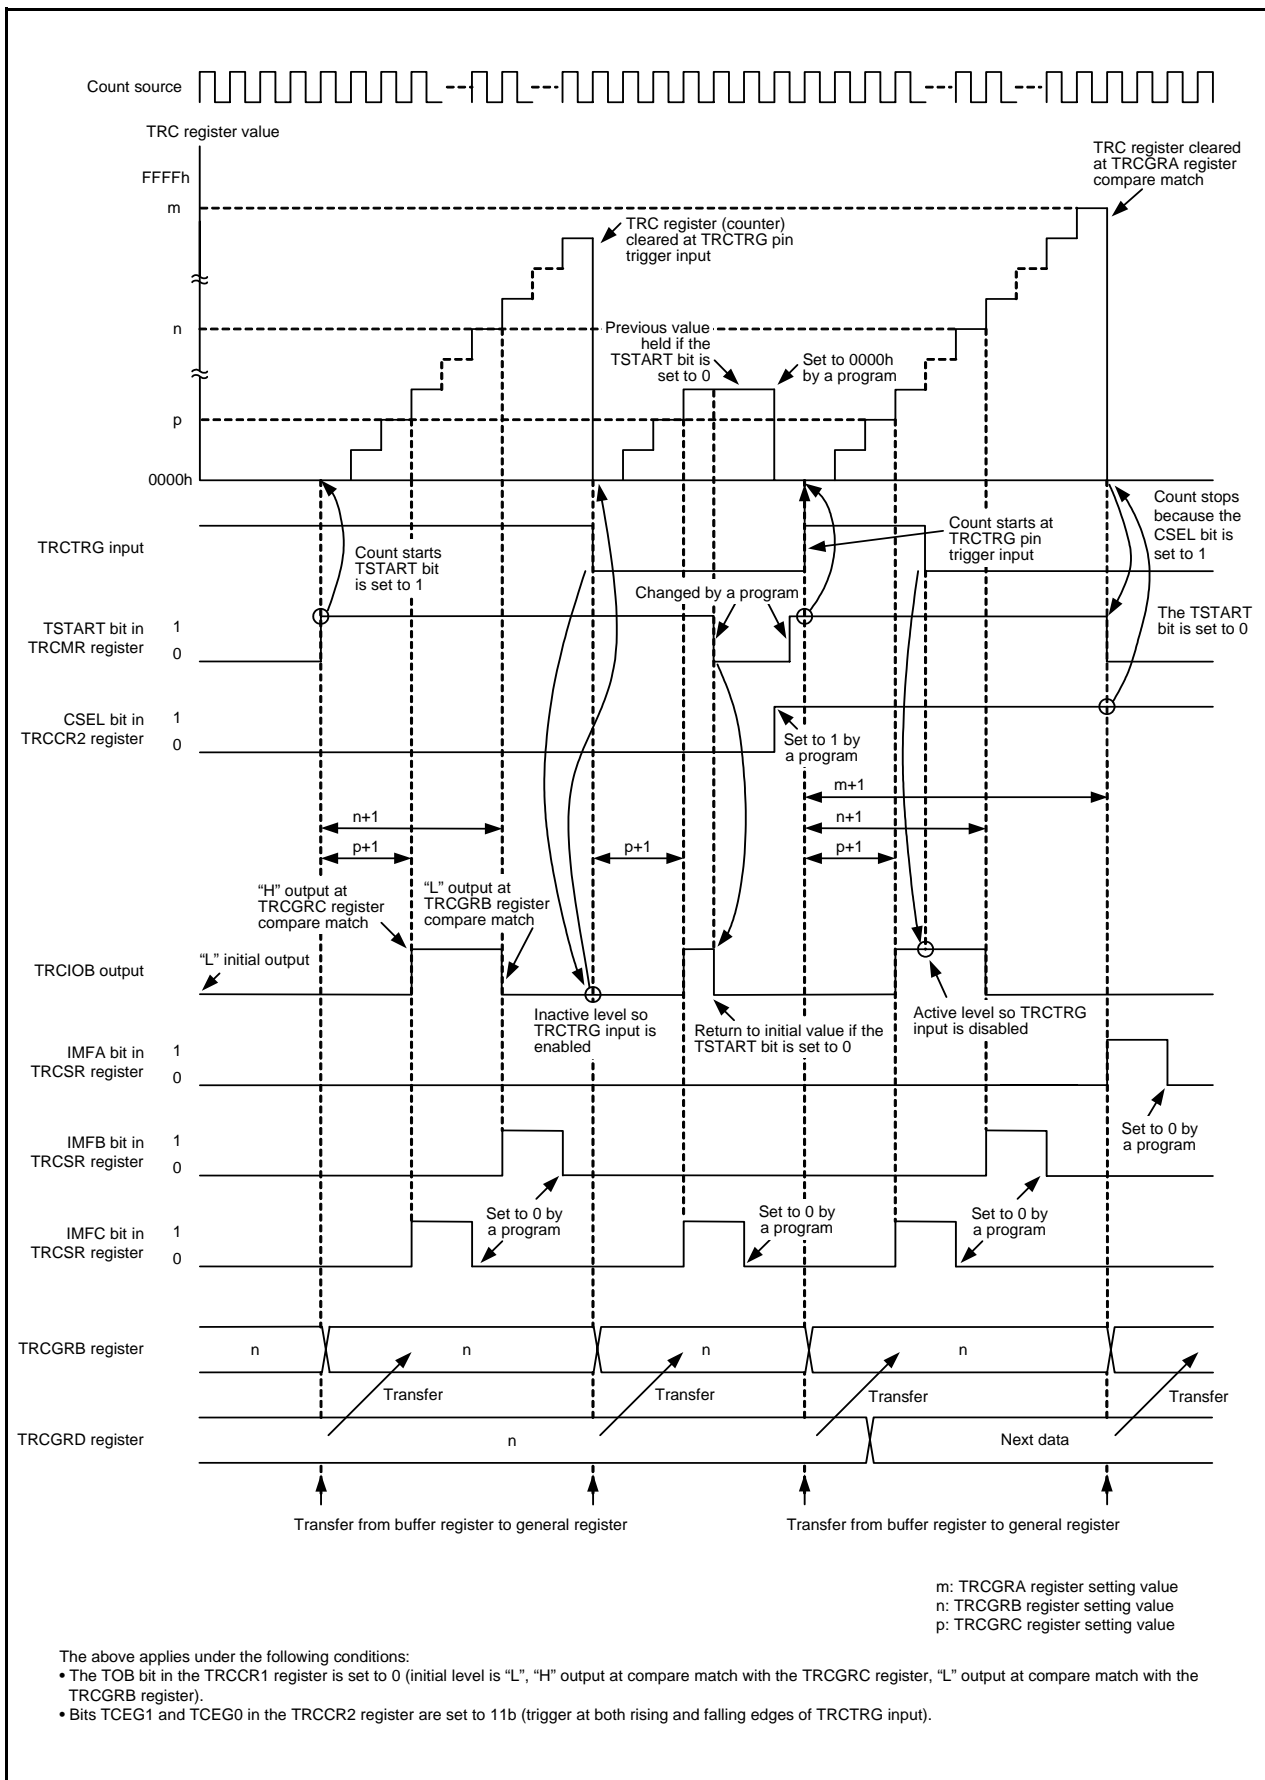 Count source
TRC register value
FFFFh
m
TRC register cleared
at TRCGRA register
compare match
TRC register (counter)
cleared at TRCTRG pin
trigger input
n
Previous value
held if the
TSTART bit is
set to 0
Set to 0000h
by a program
p
0000h
TRCTRG input
Count starts
TSTART bit
is set to 1
Count starts at
TRCTRG pin
trigger input
Count stops
because the
CSEL bit is
set to 1
Changed by a program
TSTART bit in
TRCMR register
1
0
The TSTART
bit is set to 0
CSEL bit in
TRCCR2 register
1
0
Set to 1 by
a program
m+1
n+1
n+1
p+1
p+1
p+1
“H” output at
TRCGRC register
compare match
“L” output at
TRCGRB register
compare match
TRCIOB output
“L” initial output
Inactive level so
TRCTRG input is
enabled
Return to initial value if the
TSTART bit is set to 0
Active level so TRCTRG
input is disabled
IMFA bit in
TRCSR register
1
0
Set to 0 by
a program
IMFB bit in
TRCSR register
1
0
Set to 0 by
a program
Set to 0 by
a program
Set to 0 by
a program
IMFC bit in
TRCSR register
1
0
Set to 0 by
a program
TRCGRB register
n
n
n
n
Transfer
Transfer
Transfer
Transfer
TRCGRD register
n
Next data
Transfer from buffer register to general register
Transfer from buffer register to general register
m: TRCGRA register setting value
n: TRCGRB register setting value
p: TRCGRC register setting value
The above applies under the following conditions:
• The TOB bit in the TRCCR1 register is set to 0 (initial level is “L”, “H” output at compare match with the TRCGRC register, “L” output at compare match with the
TRCGRB register).
• Bits TCEG1 and TCEG0 in the TRCCR2 register are set to 11b (trigger at both rising and falling edges of TRCTRG input).